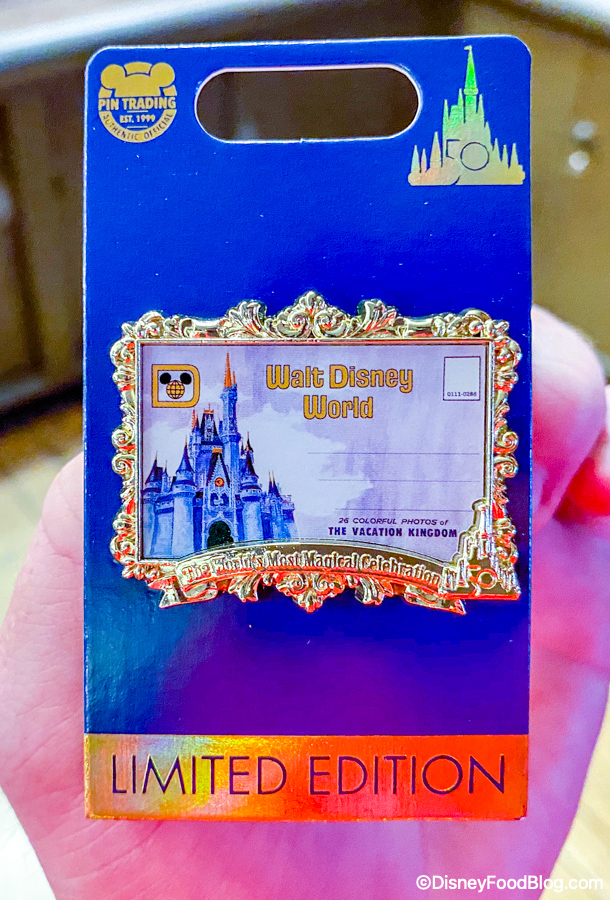 PIN TRADING
EST. 1999
AUTHENTIC OFFICIAL
50
Walt Disney
World
0111-0286
26 COLORFUL PHOTOS of
THE VACATION KINGDOM
The World's Most Magical Celebration
50
LIMITED EDITION
©DisneyFoodBlog.com